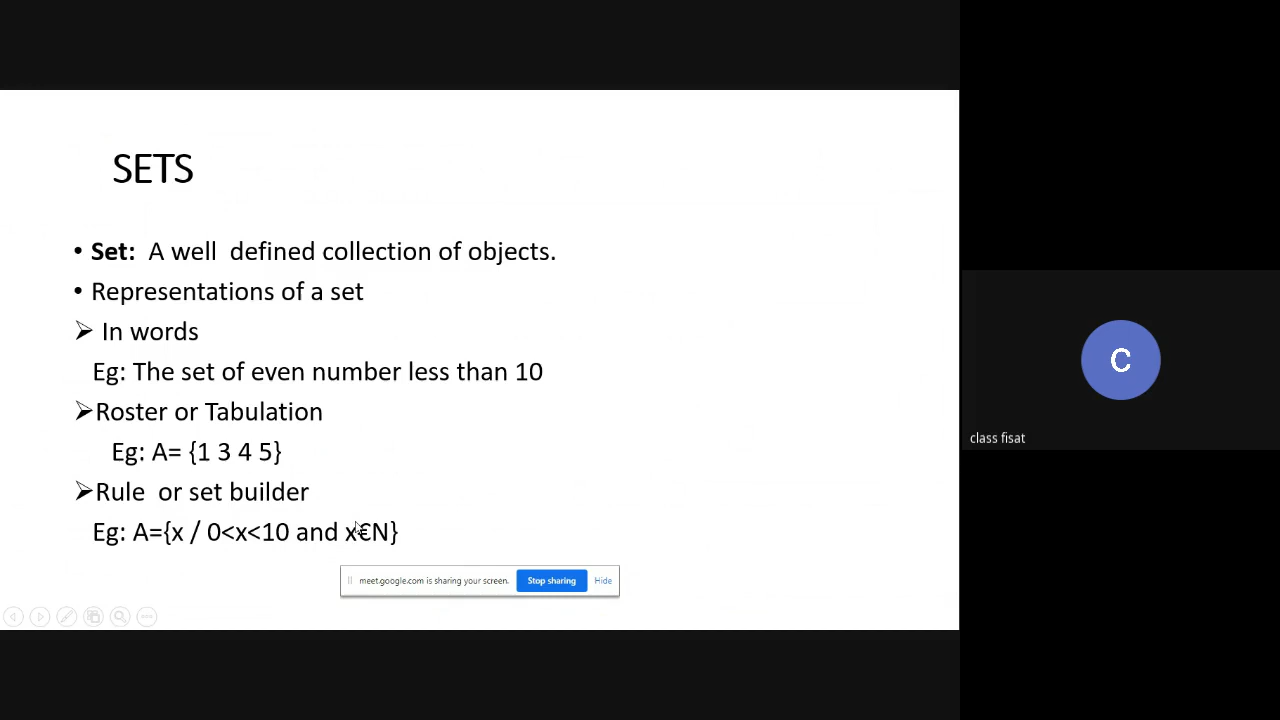 SETS
• Set: A well defined collection of objects.
• Representations of a set
➢ In words
Eg: The set of even number less than 10
➢Roster or Tabulation
Eg: A= {1 3 4 5}
➢Rule or set builder
Eg: A={x / 0<x<10 and x€N}
meet.google.com is sharing your screen. Stop sharing Hide
C
class fisat